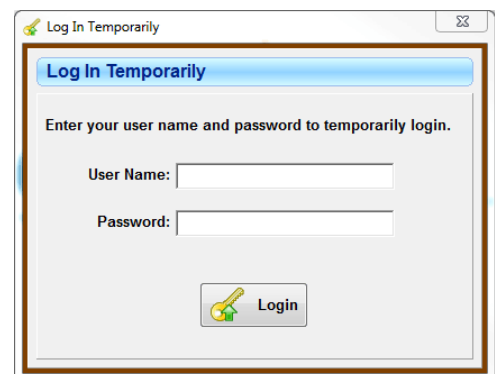 Log In Temporarily
Log In Temporarily
Enter your user name and password to temporarily login.
User Name:
Password:
Login